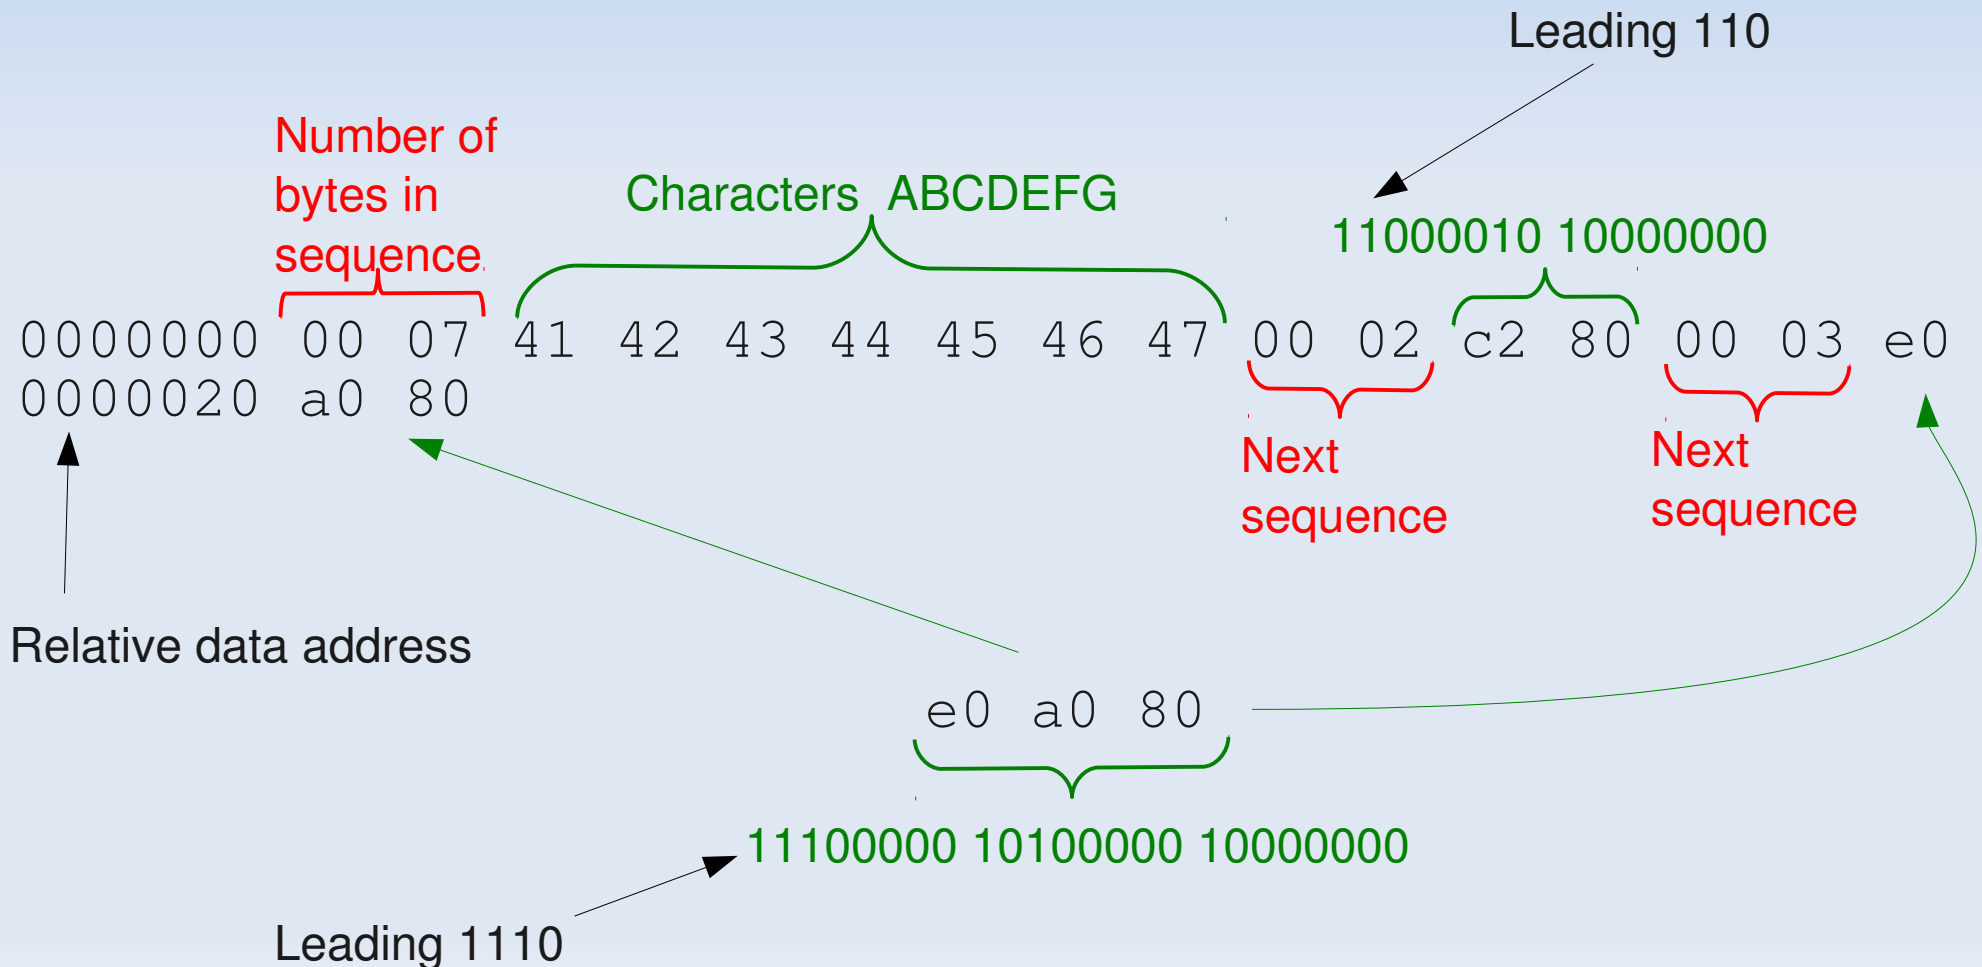 Leading 110
Number of
bytes in
sequence
Characters ABCDEFG
11000010 10000000
0000000 00 07 41 42 43 44 45 46 47 00 02 c2 80 00 03 e0
0000020 a0 80
Next
sequence
Next
sequence
Relative data address
e0 a0 80
11100000 10100000 10000000
Leading 1110